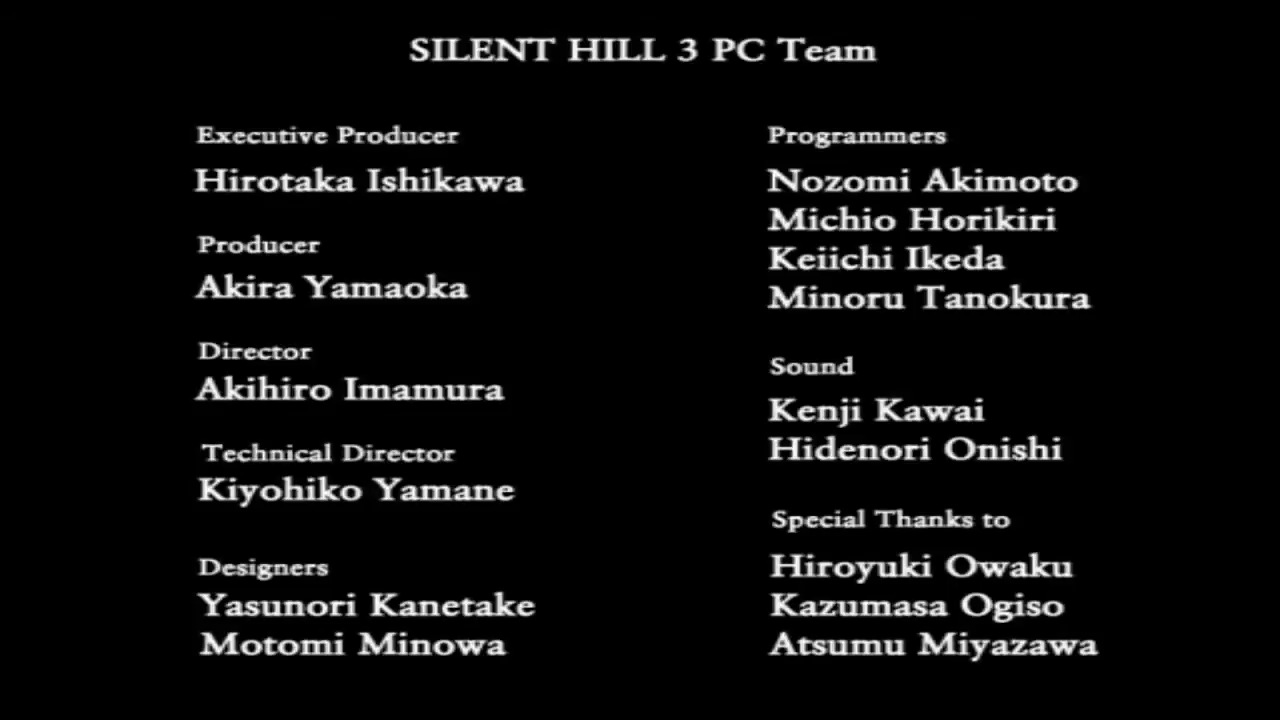 SILENT HILL 3 PC Team
Executive Producer
Hirotaka Ishikawa
Producer
Akira Yamaoka
Director
Akihiro Imamura
Technical Director
Kiyohiko Yamane
Designers
Yasunori Kanetake
Motomi Minowa
Programmers
Nozomi Akimoto
Michio Horikiri
Keiichi Ikeda
Minoru Tanokura
Sound
Kenji Kawai
Hidenori Onishi
Special Thanks to
Hiroyuki Owaku
Kazumasa Ogiso
Atsumu Miyazawa